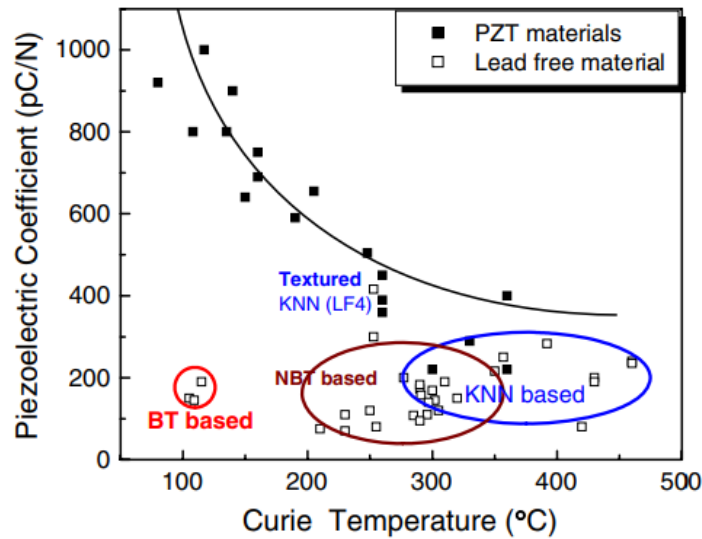 PZT materials
Lead free material
Piezoelectric Coefficient (pC/N)
1000
800
600
400
200
0
Textured
KNN (LF4)
NBT based
KNN based
BT based
100
200
300
400
500
Curie Temperature (°C)